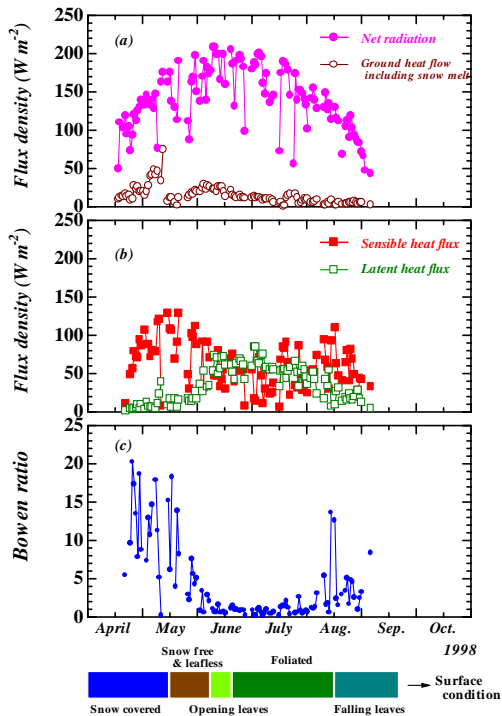 250
(a)
Net radiation
200
Ground heat flow
including snow melt
150
100
50
0
Flux density (W m-2)
250
(b)
Sensible heat flux
200
Latent heat flux
150
100
50
0
Flux density (W m-2)
25
(c)
20
15
10
5
0
Bowen ratio
April May June July Aug. Sep. Oct.
1998
Snow free
& leafless
Foliated
Surface
condition
Snow covered
Opening leaves
Falling leaves